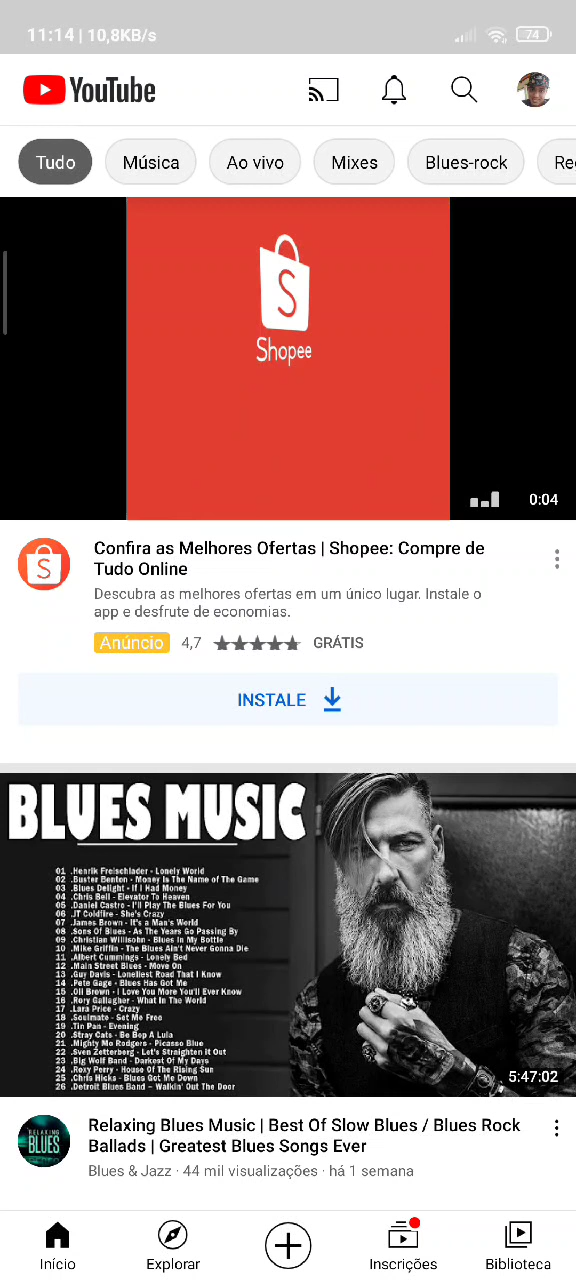 11:14 | 10,8KB/s
74
YouTube
Tudo
Música
Ao vivo
Mixes
Blues-rock
S
Shopee
0:04
S
Confira as Melhores Ofertas | Shopee: Compre de
Tudo Online
Descubra as melhores ofertas em um único lugar. Instale o
app e desfrute de economias.
Anúncio 4,7 ★★★★★ GRÁTIS
INSTALE
BLUES MUSIC
01 .Henrik Freischlader - Lonely World
02 .Buster Benton - Money Is The Name of The Game
03 .Blues Delight - If I Had Money
04 .Chris Bell - Elevator To Heaven
05 .Daniel Castro - I'll Play The Blues For You
06 .JT Coldfire - She's Crazy
07 .James Brown - It's a Man's World
08 .Sons Of Blues - As The Years Go Passing By
09 .Christian Willisohn - Blues In My Bottle
10 .Mike Griffin - The Blues Ain't Never Gonna Die
11 .Albert Cummings - Lonely Bed
12 .Main Street Blues - Move On
13 .Guy Davis - Loneliest Road That I Know
14 .Pete Gage - Blues Has Got Me
15 .Oli Brown - I Love You More You'll Ever Know
16 .Rory Gallagher - What In The World
17 .Lara Price - Crazy
18 .Soulmate - Set Me Free
19 .Tin Pan - Evening
20 .Stray Cats - Be Bop A Lula
21 .Mighty Mo Rodgers - Picasso Blue
22 .Sven Zetterberg - Let's Straighten It Out
23 .Big Wolf Band - Darkest Of My Days
24 .Roxy Perry - House Of The Rising Sun
25 .Chris Hicks - Blues Got Me Down
26 .Detroit Blues Band – Walkin' Out The Door
5:47:02
RELAXING
BLUES
Relaxing Blues Music | Best Of Slow Blues / Blues Rock
Ballads | Greatest Blues Songs Ever
Blues & Jazz · 44 mil visualizações · há 1 semana
Início
Explorar
Inscrições
Biblioteca